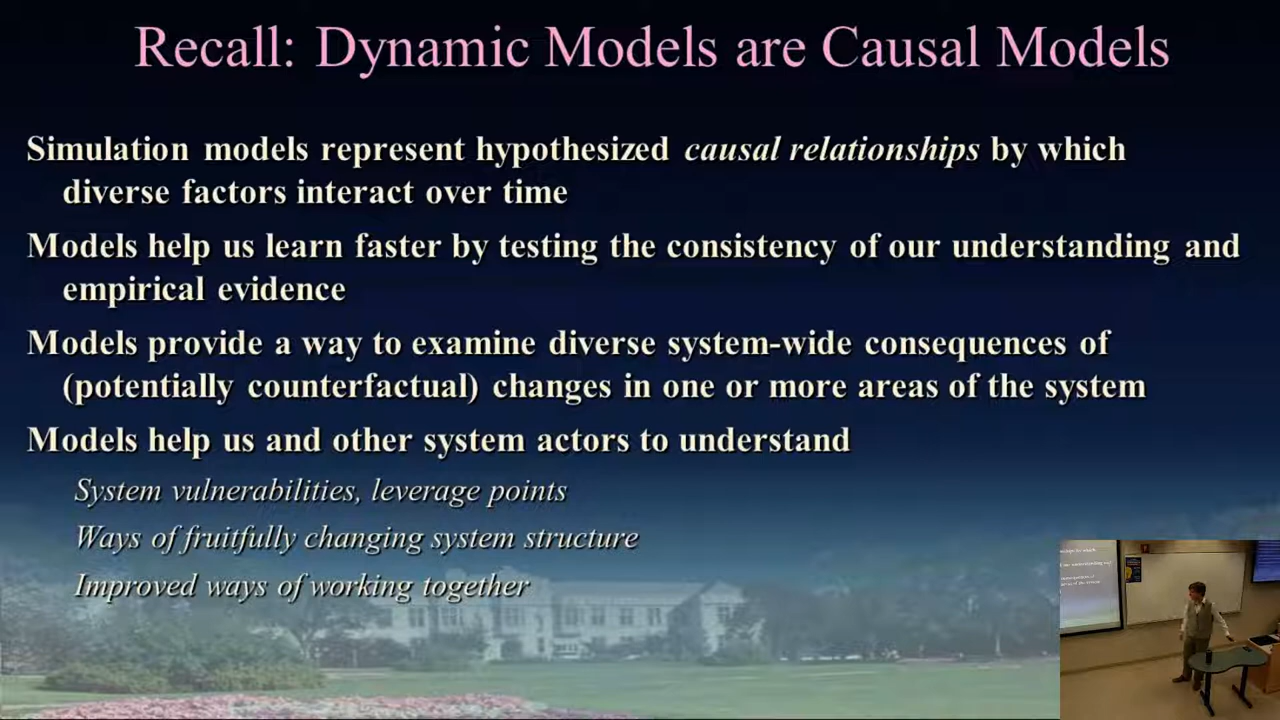 Recall: Dynamic Models are Causal Models
Simulation models represent hypothesized causal relationships by which
diverse factors interact over time
Models help us learn faster by testing the consistency of our understanding and
empirical evidence
Models provide a way to examine diverse system-wide consequences of
(potentially counterfactual) changes in one or more areas of the system
Models help us and other system actors to understand
System vulnerabilities, leverage points
Ways of fruitfully changing system structure
Improved ways of working together